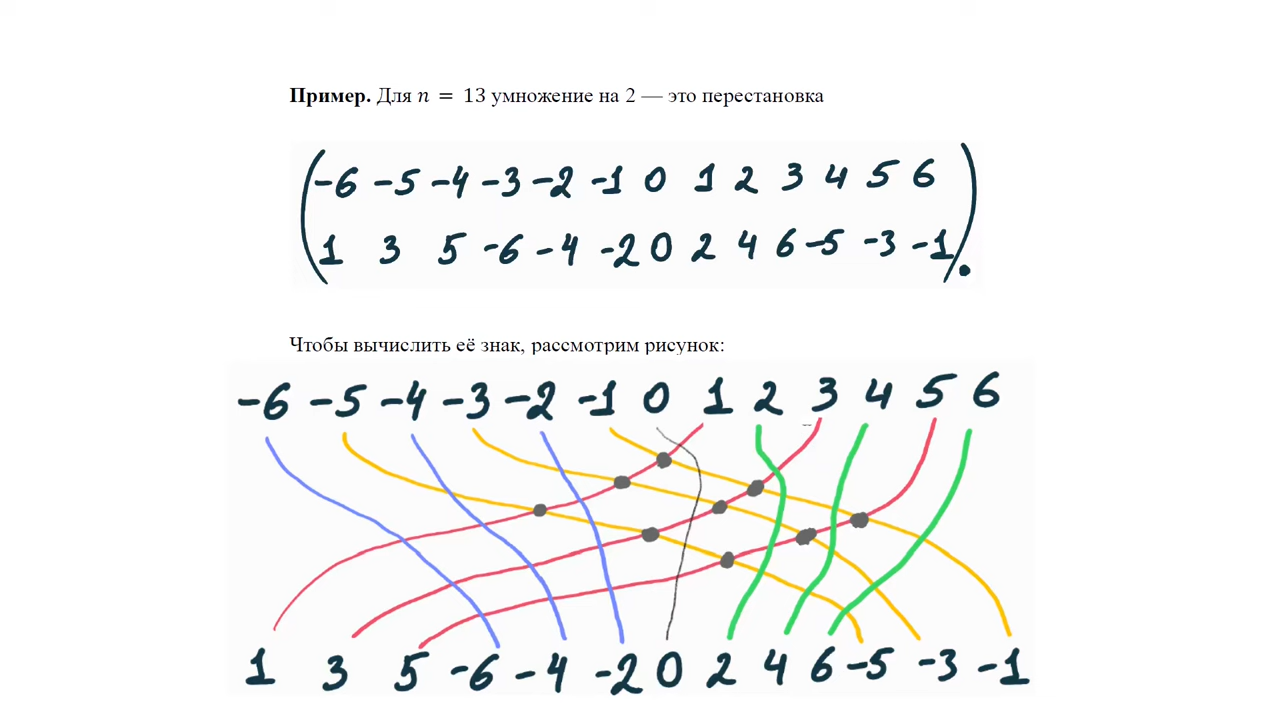 Пример. Для n = 13 умножение на 2 — это перестановка
-6 -5 -4 -3 -2 -1 0 1 2 3 4 5 6
1 3 5 -6 -4 -2 0 2 4 6 -5 -3 -1.
Чтобы вычислить её знак, рассмотрим рисунок:
-6 -5 -4 -3 -2 -1 0 1 2 3 4 5 6
1 3 5 -6 -4 -2 0 2 4 6 -5 -3 -1